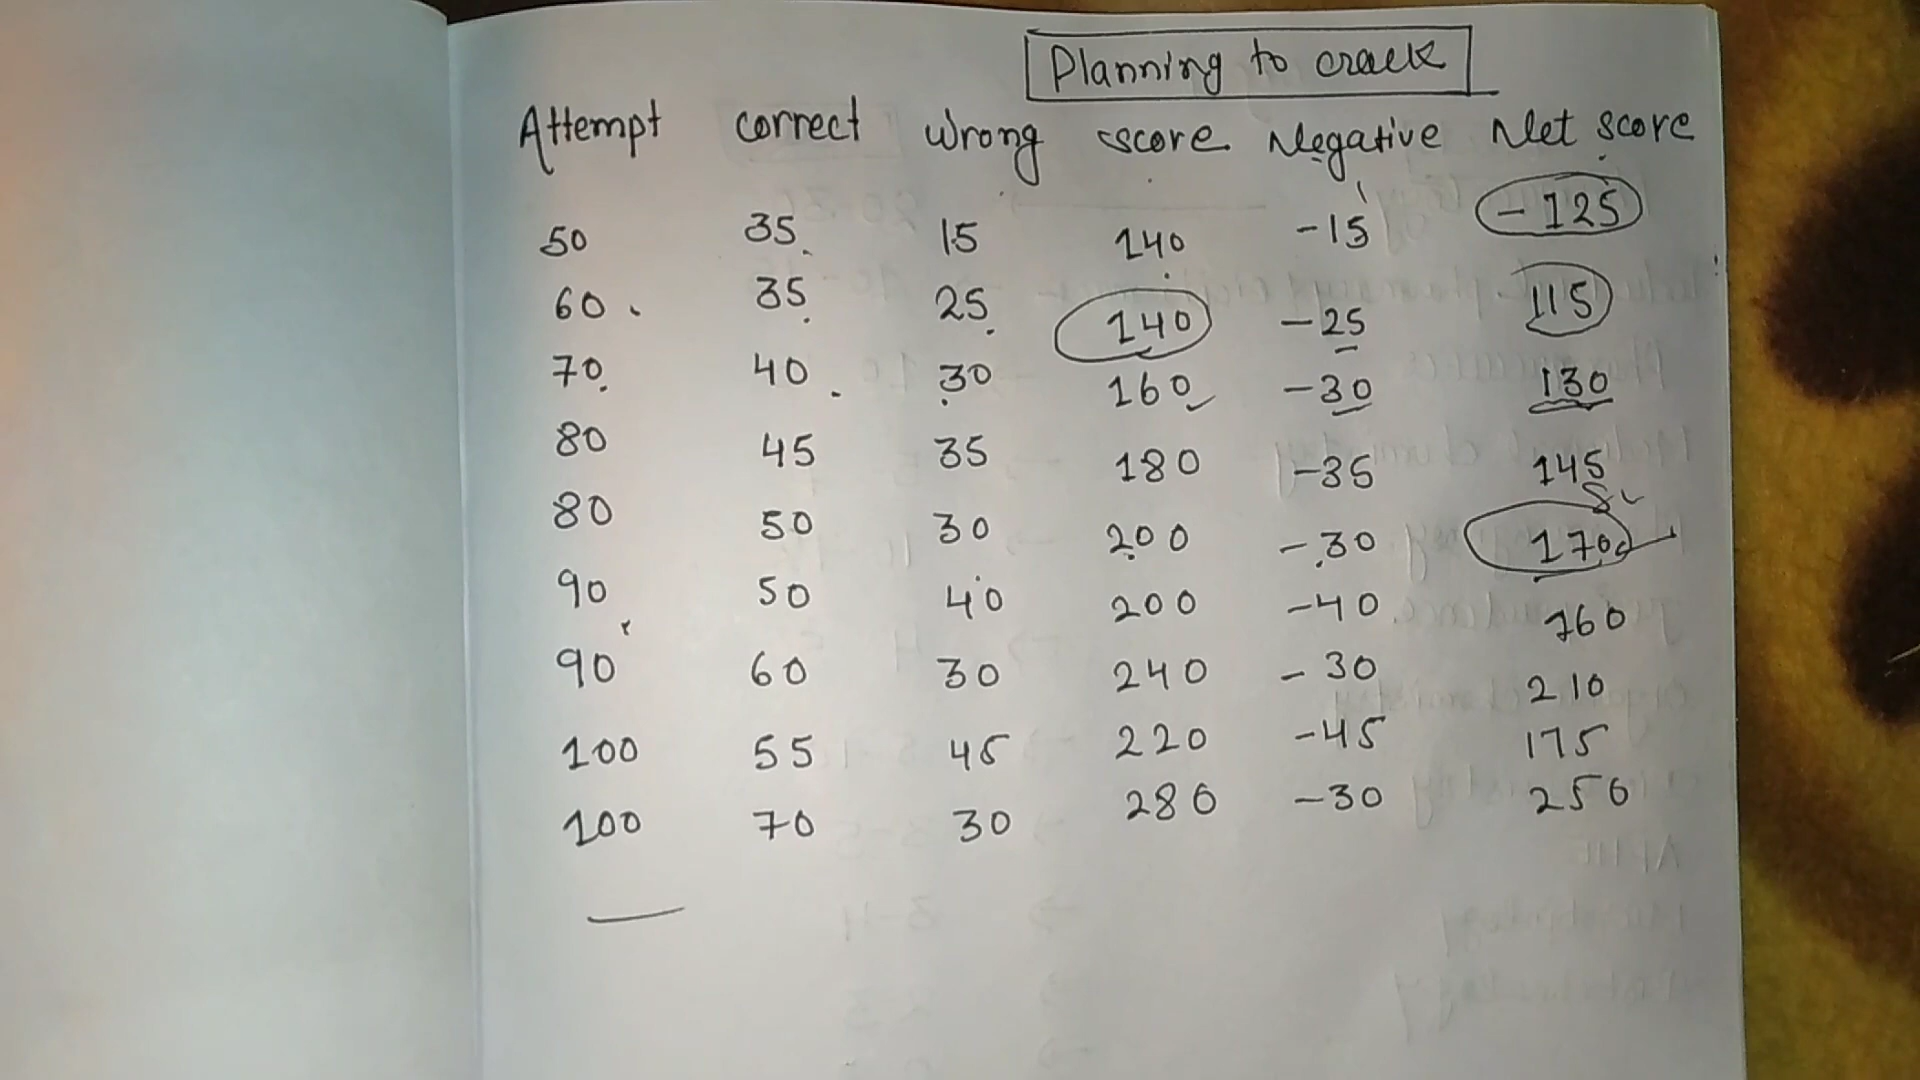 Planning to crack
Attempt correct Wrong score Negative Net score
50 35 15 140 -15 -125
60 35 25 140 -25 115
70 40 30 160 -30 130
80 45 35 180 -35 145
80 50 30 200 -30 170
90 50 40 200 -40 160
90 60 30 240 -30 210
100 55 45 220 -45 175
100 70 30 280 -30 250